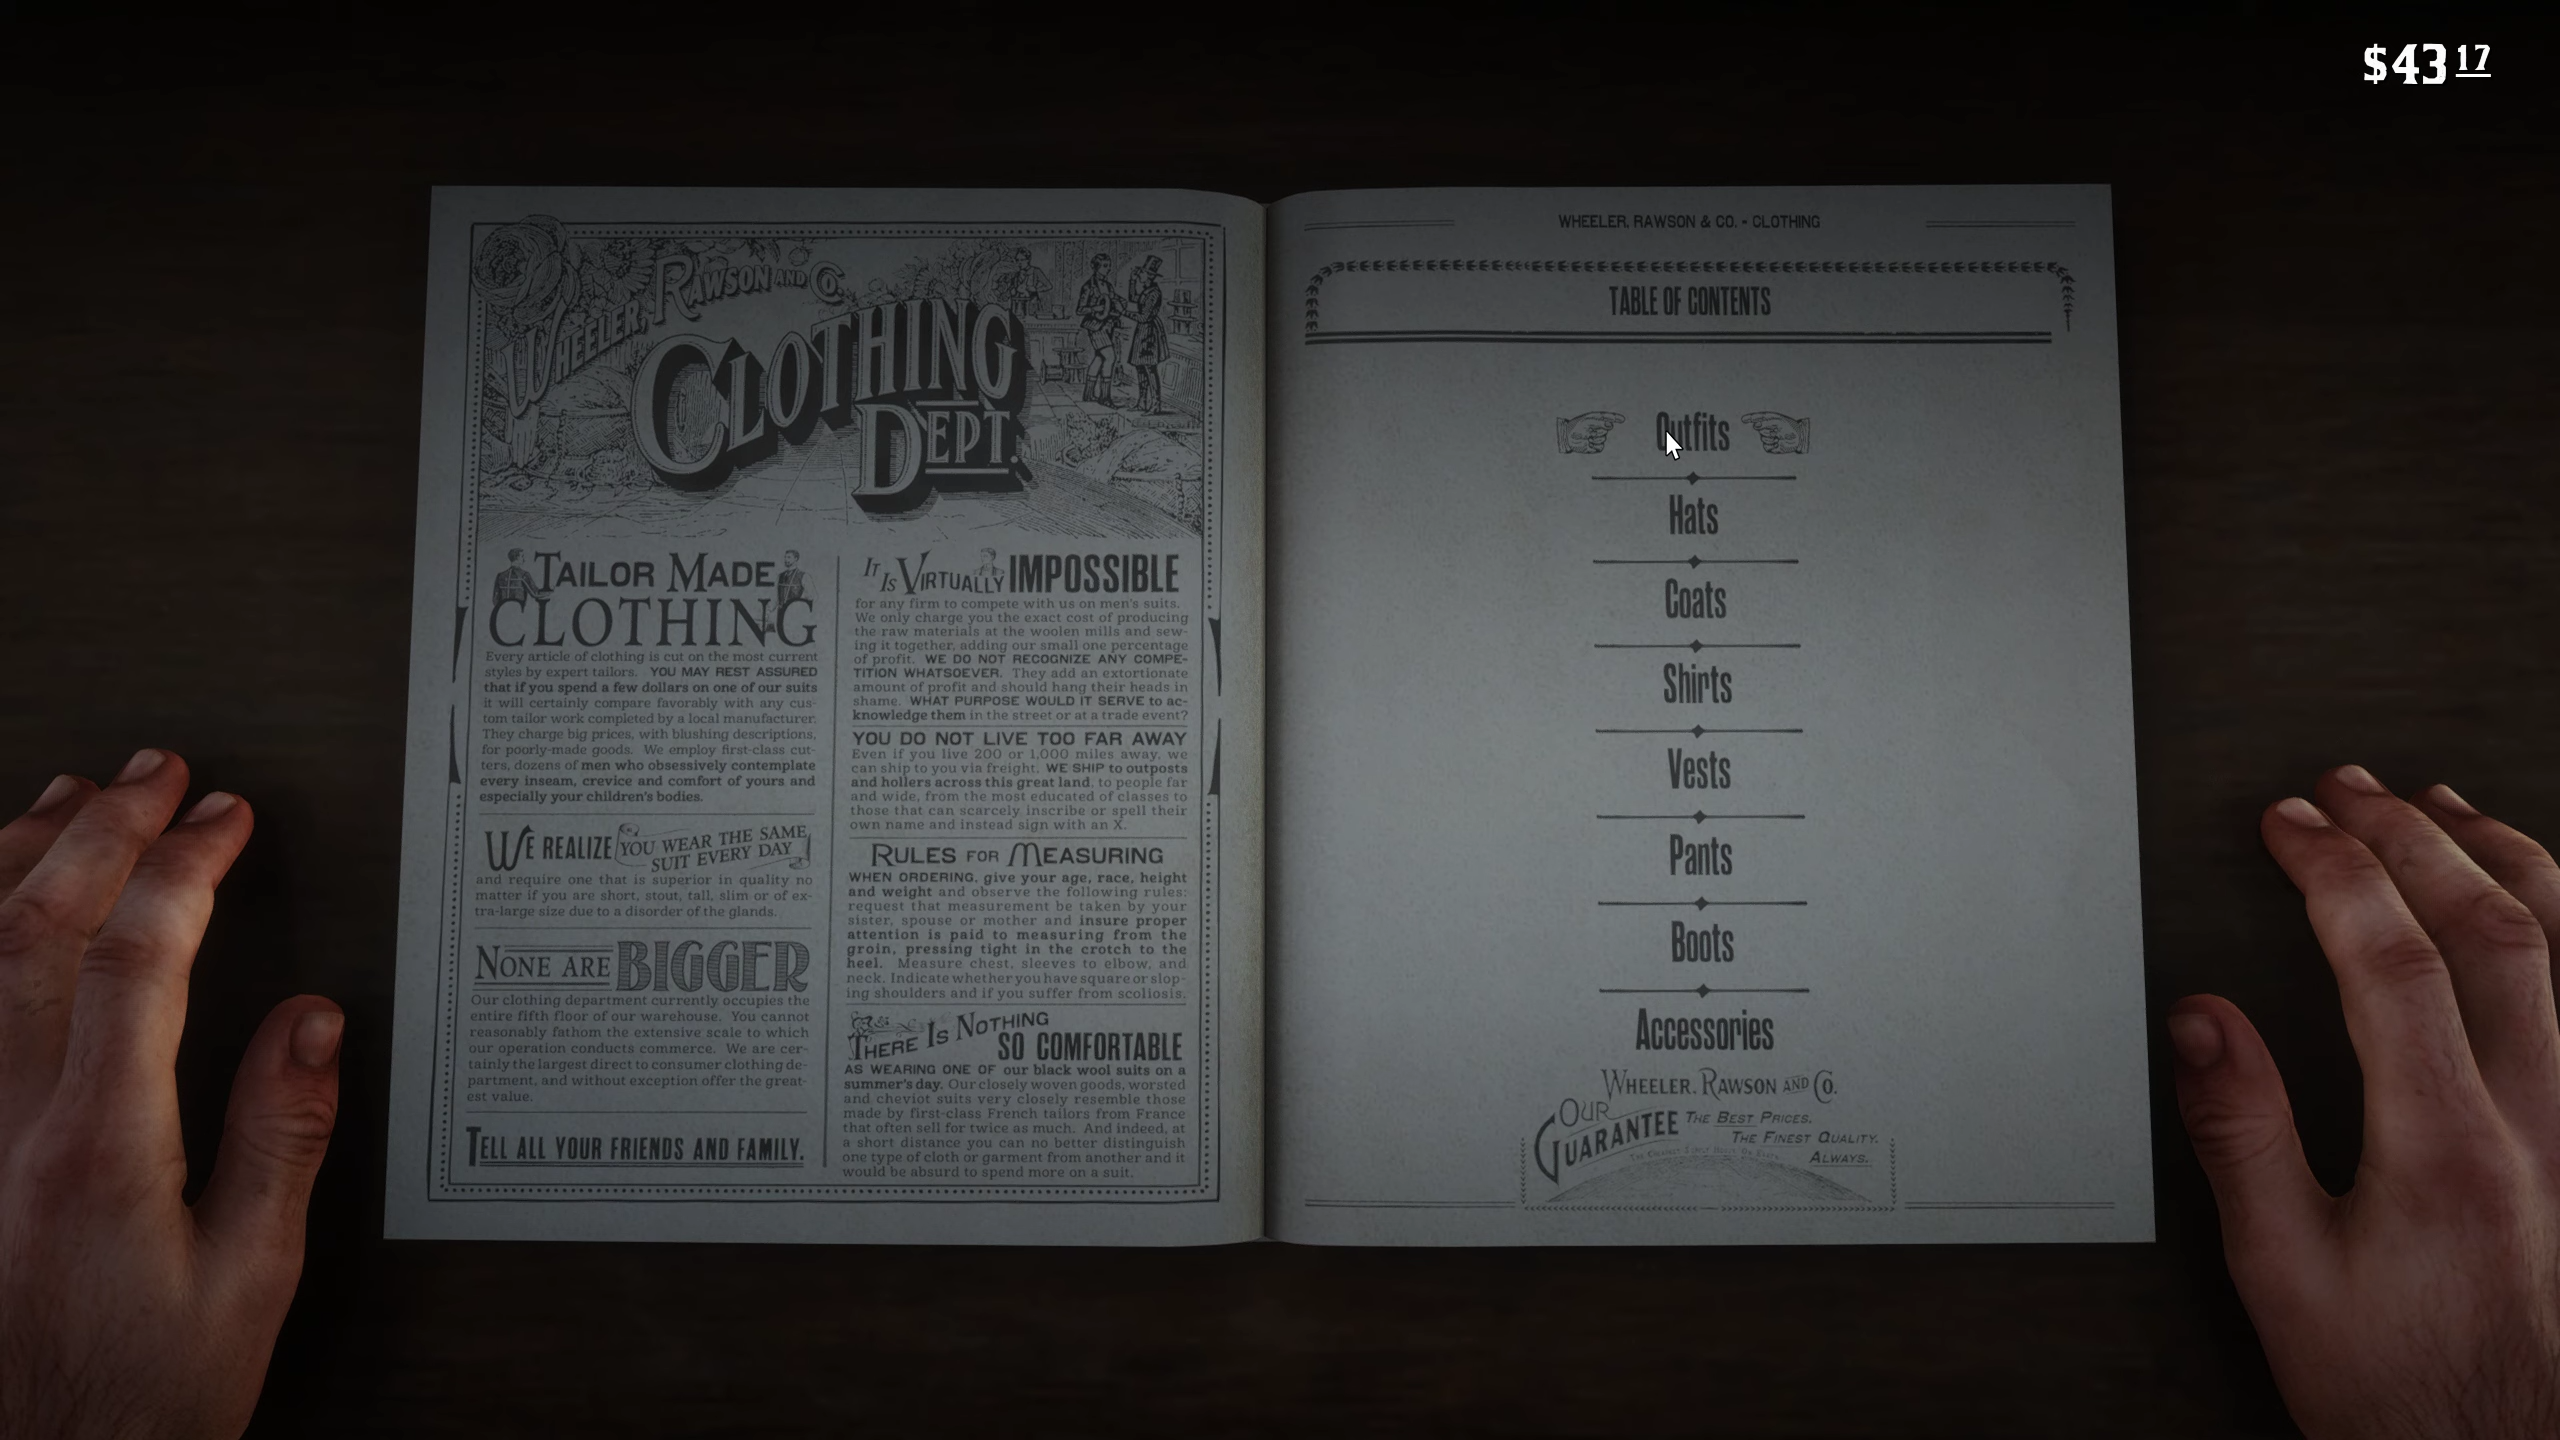 $43 17
WHEELER, RAWSON AND CO.
CLOTHING
DEPT.
TAILOR MADE
CLOTHING
Every article of clothing is cut on the most current
styles by expert tailors. YOU MAY REST ASSURED
that if you spend a few dollars on one of our suits
it will certainly compare favorably with any cus-
tom tailor work completed by a local manufacturer.
They charge big prices, with blushing descriptions,
for poorly-made goods. We employ first-class cut-
ters, dozens of men who obsessively contemplate
every inseam, crevice and comfort of yours and
especially your children's bodies.
WE REALIZE YOU WEAR THE SAME
SUIT EVERY DAY
and require one that is superior in quality no
matter if you are short, stout, tall, slim or of ex-
tra-large size due to a disorder of the glands.
NONE ARE BIGGER
Our clothing department currently occupies the
entire fifth floor of our warehouse. You cannot
reasonably fathom the extensive scale to which
our operation conducts commerce. We are cer-
tainly the largest direct to consumer clothing de-
partment, and without exception offer the great-
est value.
TELL ALL YOUR FRIENDS AND FAMILY.
IT IS VIRTUALLY IMPOSSIBLE
for any firm to compete with us on men's suits.
We only charge you the exact cost of producing
the raw materials at the woolen mills and sew-
ing it together, adding our small one percentage
of profit. WE DO NOT RECOGNIZE ANY COMPE-
TITION WHATSOEVER. They add an extortionate
amount of profit and should hang their heads in
shame. WHAT PURPOSE WOULD IT SERVE to ac-
knowledge them in the street or at a trade event?
YOU DO NOT LIVE TOO FAR AWAY
Even if you live 200 or 1,000 miles away, we
can ship to you via freight. WE SHIP to outposts
and hollers across this great land, to people far
and wide, from the most educated of classes to
those that can scarcely inscribe or spell their
own name and instead sign with an X.
RULES FOR MEASURING
WHEN ORDERING, give your age, race, height
and weight and observe the following rules:
request that measurement be taken by your
sister, spouse or mother and insure proper
attention is paid to measuring from the
groin, pressing tight in the crotch to the
heel. Measure chest, sleeves to elbow, and
neck. Indicate whether you have square or slop-
ing shoulders and if you suffer from scoliosis.
THERE IS NOTHING
SO COMFORTABLE
AS WEARING ONE OF our black wool suits on a
summer's day. Our closely woven goods, worsted
and cheviot suits very closely resemble those
made by first-class French tailors from France
that often sell for twice as much. And indeed, at
a short distance you can no better distinguish
one type of cloth or garment from another and it
would be absurd to spend more on a suit.
WHEELER, RAWSON & CO. - CLOTHING
TABLE OF CONTENTS
Outfits
Hats
Coats
Shirts
Vests
Pants
Boots
Accessories
WHEELER, RAWSON AND CO.
OUR
GUARANTEE
THE BEST PRICES.
THE FINEST QUALITY.
ALWAYS.